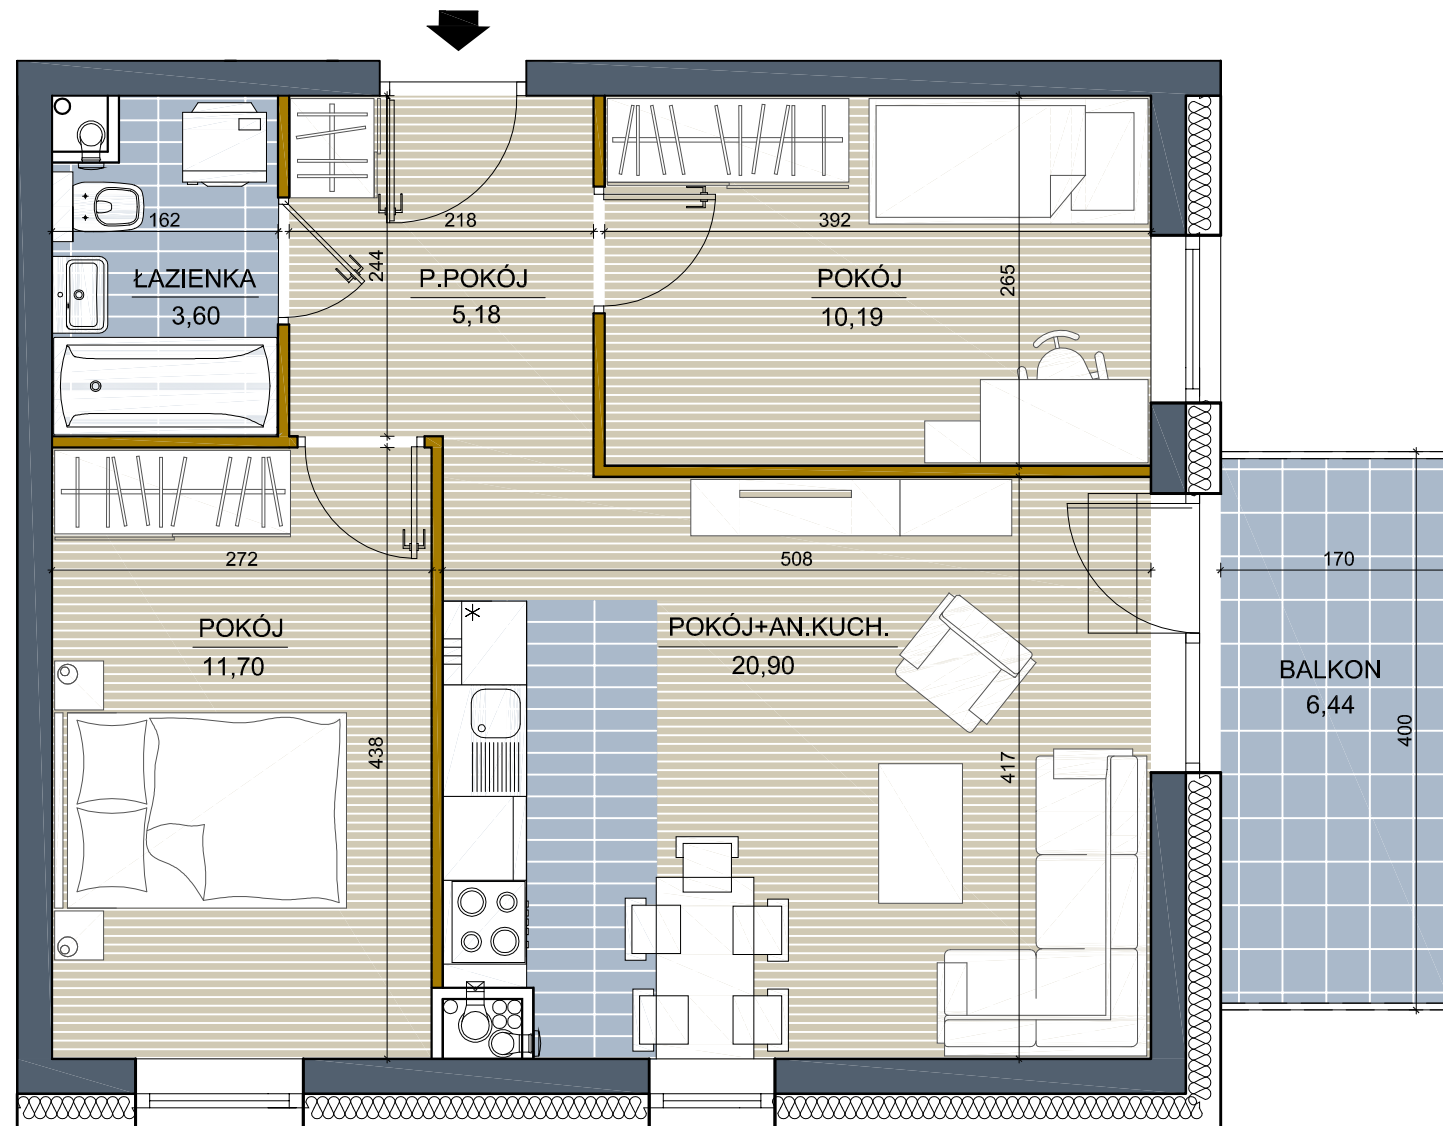 162
218
392
244
265
ŁAZIENKA
3,60
P.POKÓJ
5,18
POKÓJ
10,19
272
508
170
POKÓJ
11,70
POKÓJ+AN.KUCH.
20,90
BALKON
6,44
438
417
400